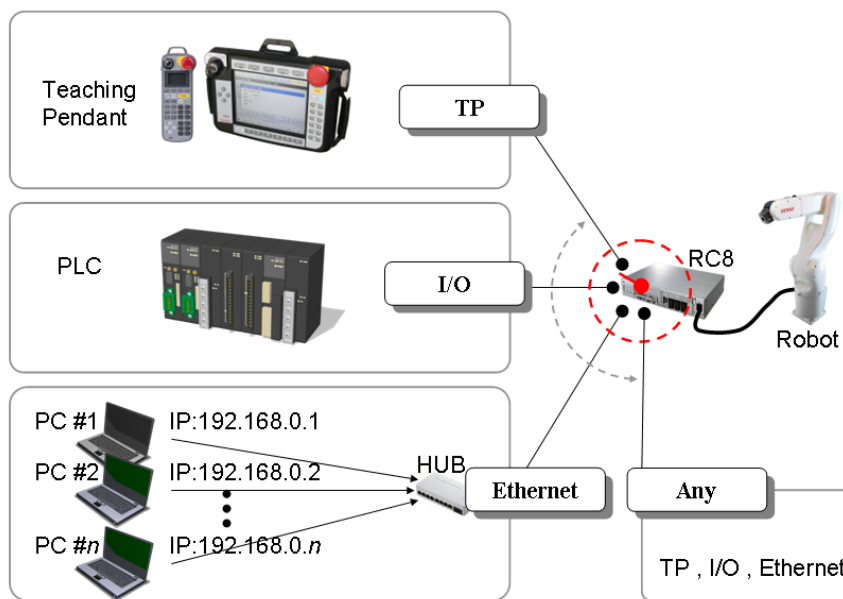 Teaching
Pendant
TP
PLC
I/O
RC8
Robot
PC #1 IP:192.168.0.1
PC #2 IP:192.168.0.2
PC #n IP:192.168.0.n
HUB
Ethernet
Any
TP , I/O , Ethernet